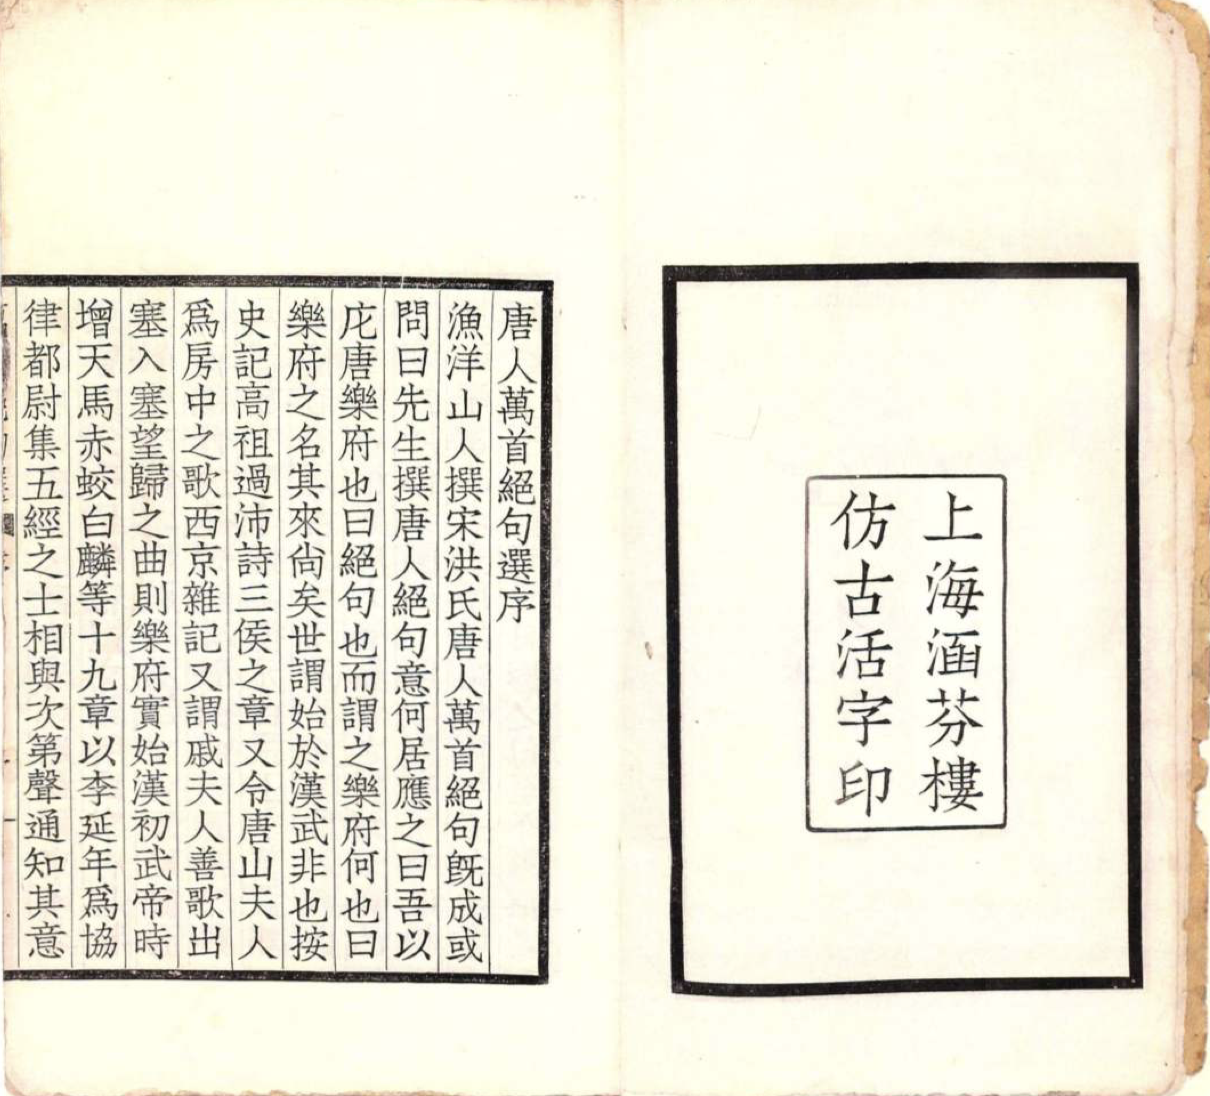 上海涵芬樓
仿古活字印
唐人萬首絕句選序
漁洋山人撰宋洪氏唐人萬首絕句旣成或
問曰先生撰唐人絕句意何居應之曰吾以
庀唐樂府也曰絕句也而謂之樂府何也曰
樂府之名其來尙矣世謂始於漢武非也按
史記高祖過沛詩三侯之章又令唐山夫人
爲房中之歌西京雜記又謂戚夫人善歌出
塞入塞望歸之曲則樂府實始漢初武帝時
增天馬赤蛟白麟等十九章以李延年爲協
律都尉集五經之士相與次第聲通知其意